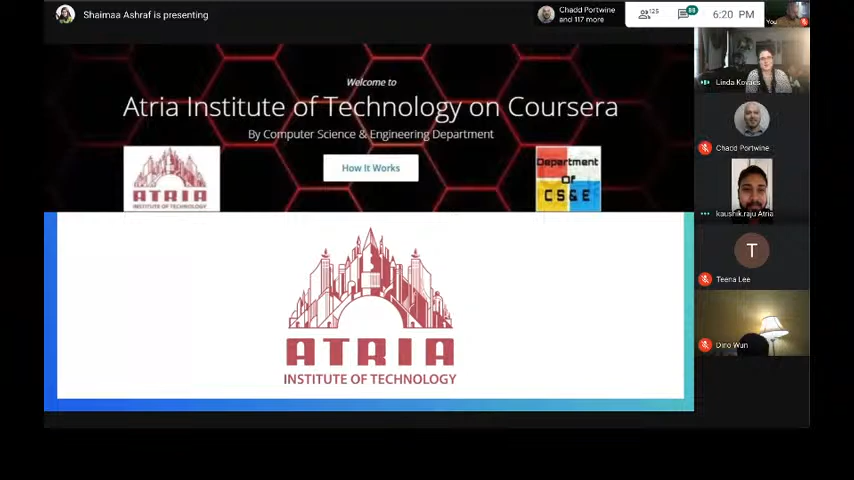 Shaimaa Ashraf is presenting
Chadd Portwine
and 117 more
125
88
6:20 PM
You
Welcome to
Atria Institute of Technology on Coursera
By Computer Science & Engineering Department
How It Works
ATRIA
INSTITUTE OF TECHNOLOGY
Department
Of
CS&E
ATRIA
INSTITUTE OF TECHNOLOGY
Linda Kovacs
Chadd Portwine
kaushik.raju Atria
T
Teena Lee
Dino Wun